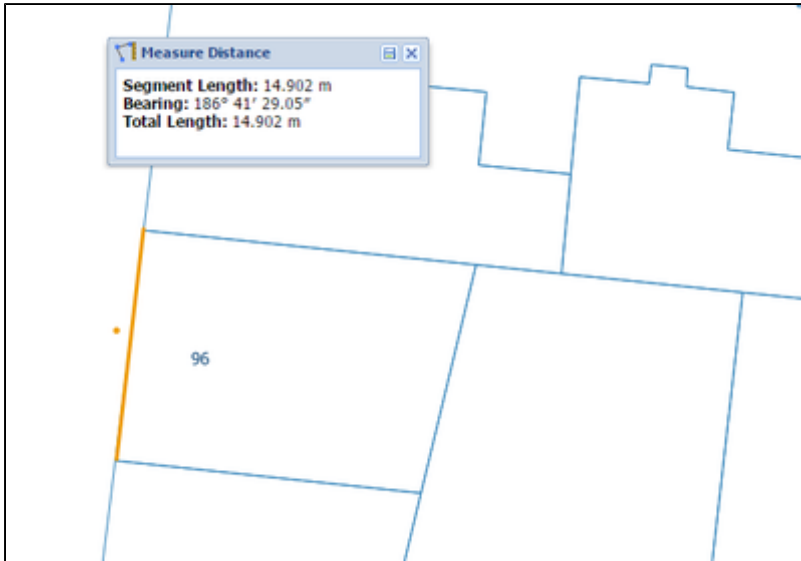 Measure Distance
Segment Length: 14.902 m
Bearing: 186° 41' 29.05"
Total Length: 14.902 m
96